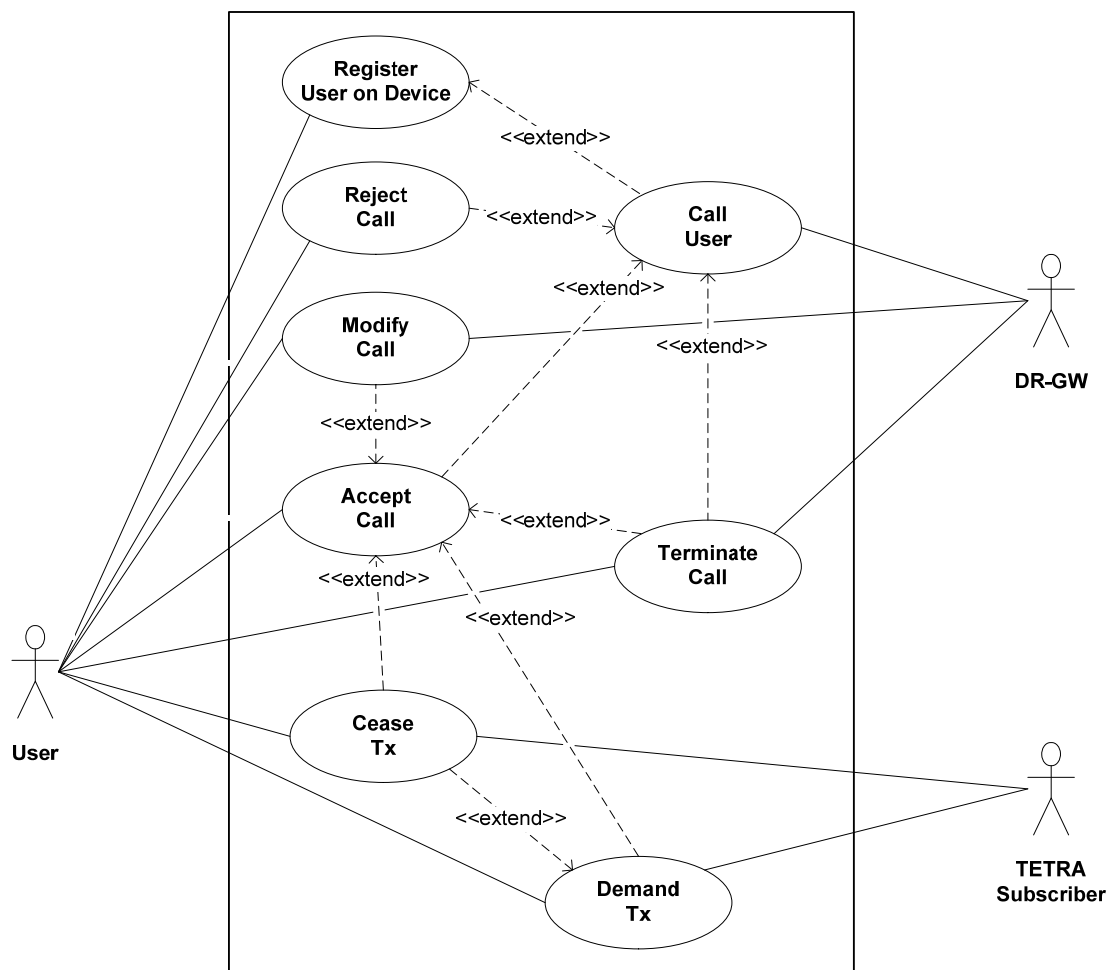 Register
User on Device
<<extend>>
Reject
Call
<<extend>>
Call
User
<<extend>>
Modify
Call
<<extend>>
DR-GW
<<extend>>
Accept
Call
<<extend>>
Terminate
Call
<<extend>>
<<extend>>
User
Cease
Tx
<<extend>>
TETRA
Subscriber
Demand
Tx